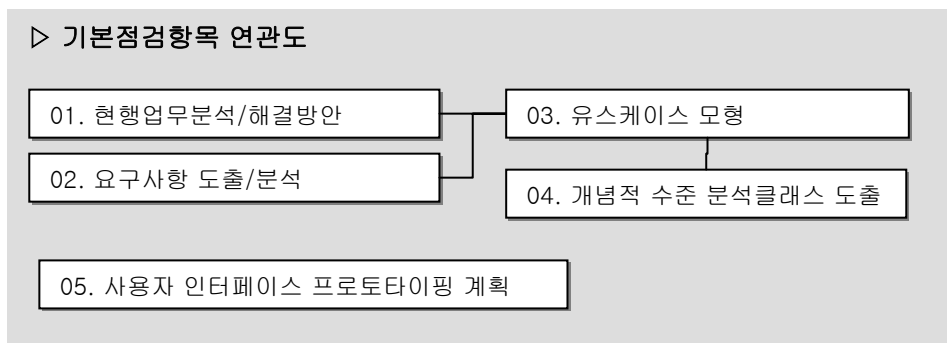 ▷ 기본점검항목 연관도
01. 현행업무분석/해결방안
03. 유스케이스 모형
02. 요구사항 도출/분석
04. 개념적 수준 분석클래스 도출
05. 사용자 인터페이스 프로토타이핑 계획